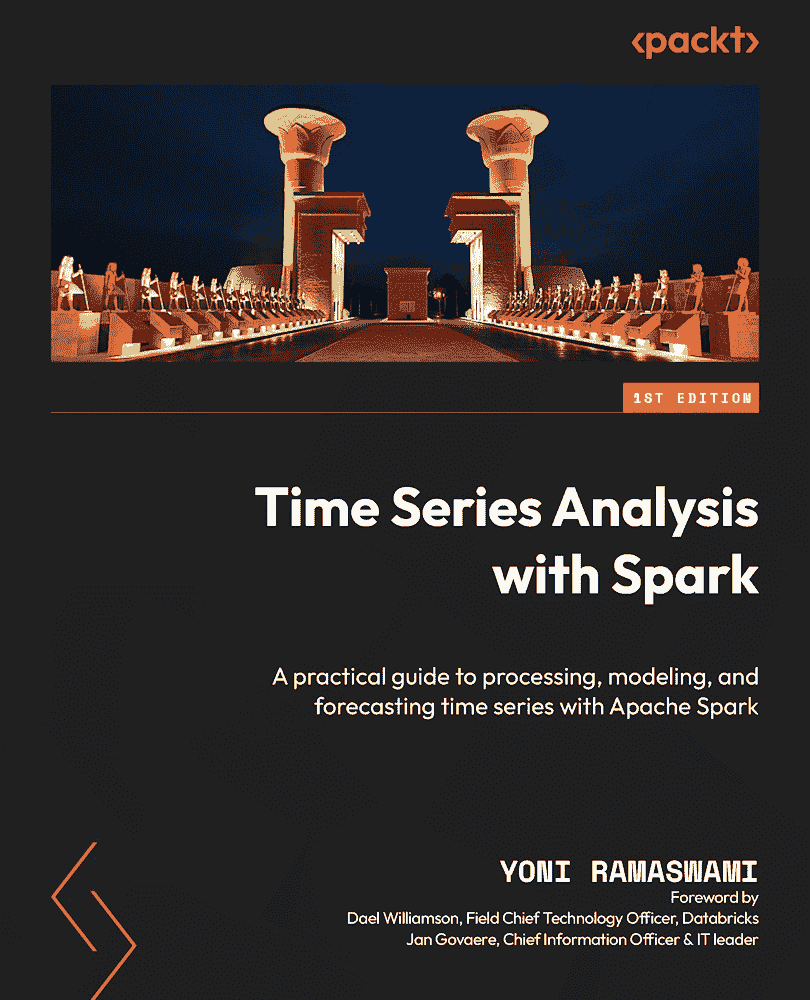 <packt>
1ST EDITION
Time Series Analysis
with Spark
A practical guide to processing, modeling, and
forecasting time series with Apache Spark
YONI RAMASWAMI
Foreword by
Dael Williamson, Field Chief Technology Officer, Databricks
Jan Govaere, Chief Information Officer & IT leader